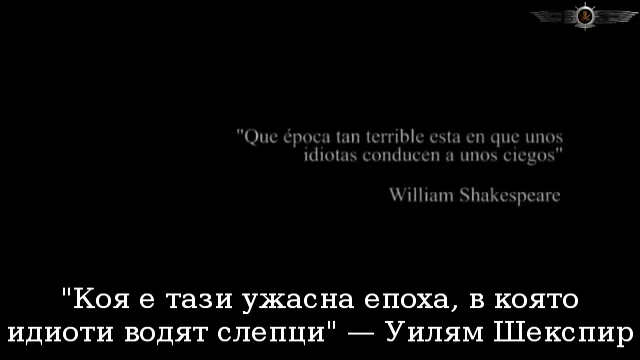 "Que época tan terrible esta en que unos
idiotas conducen a unos ciegos"
William Shakespeare
"Коя е тази ужасна епоха, в която
идиоти водят слепци" — Уилям Шекспир